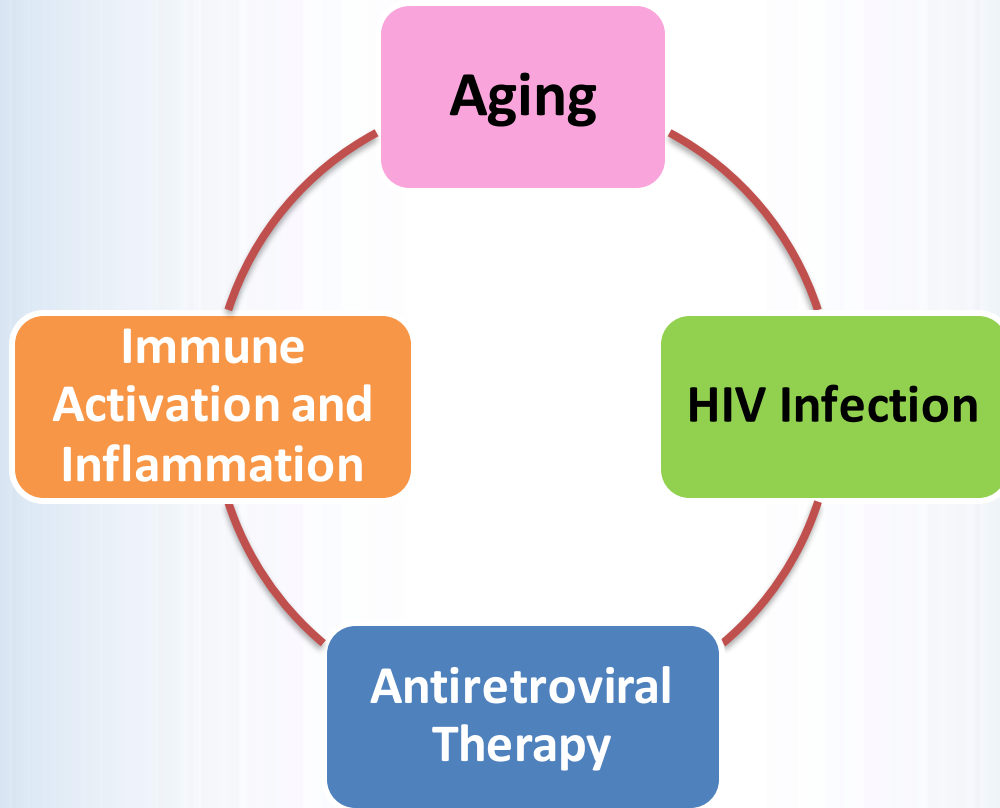 Aging
Immune
Activation and
Inflammation
HIV Infection
Antiretroviral
Therapy